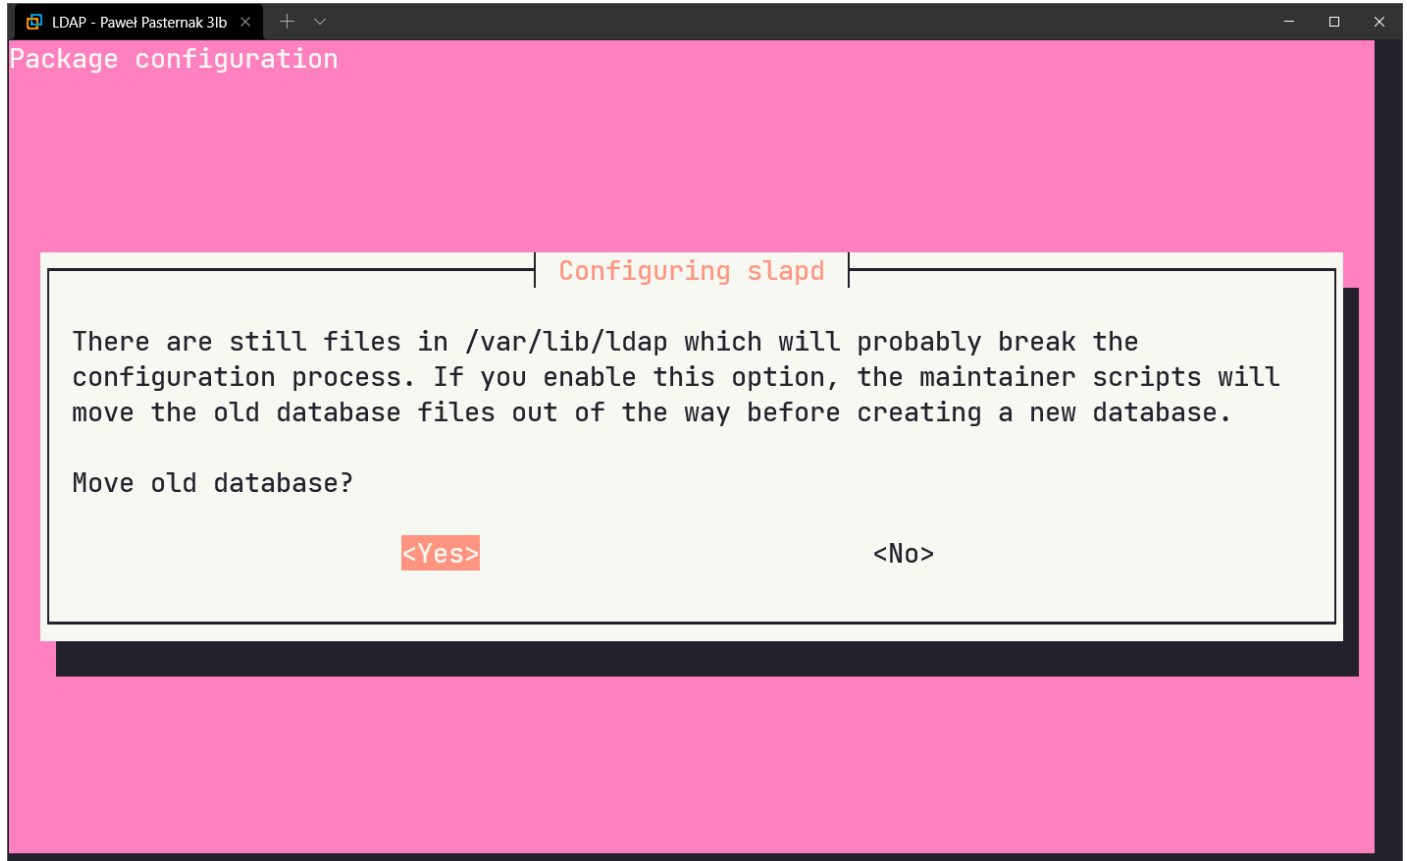 LDAP - Paweł Pasternak 3Ib
Package configuration
Configuring slapd
There are still files in /var/lib/ldap which will probably break the
configuration process. If you enable this option, the maintainer scripts will
move the old database files out of the way before creating a new database.
Move old database?
<Yes> <No>